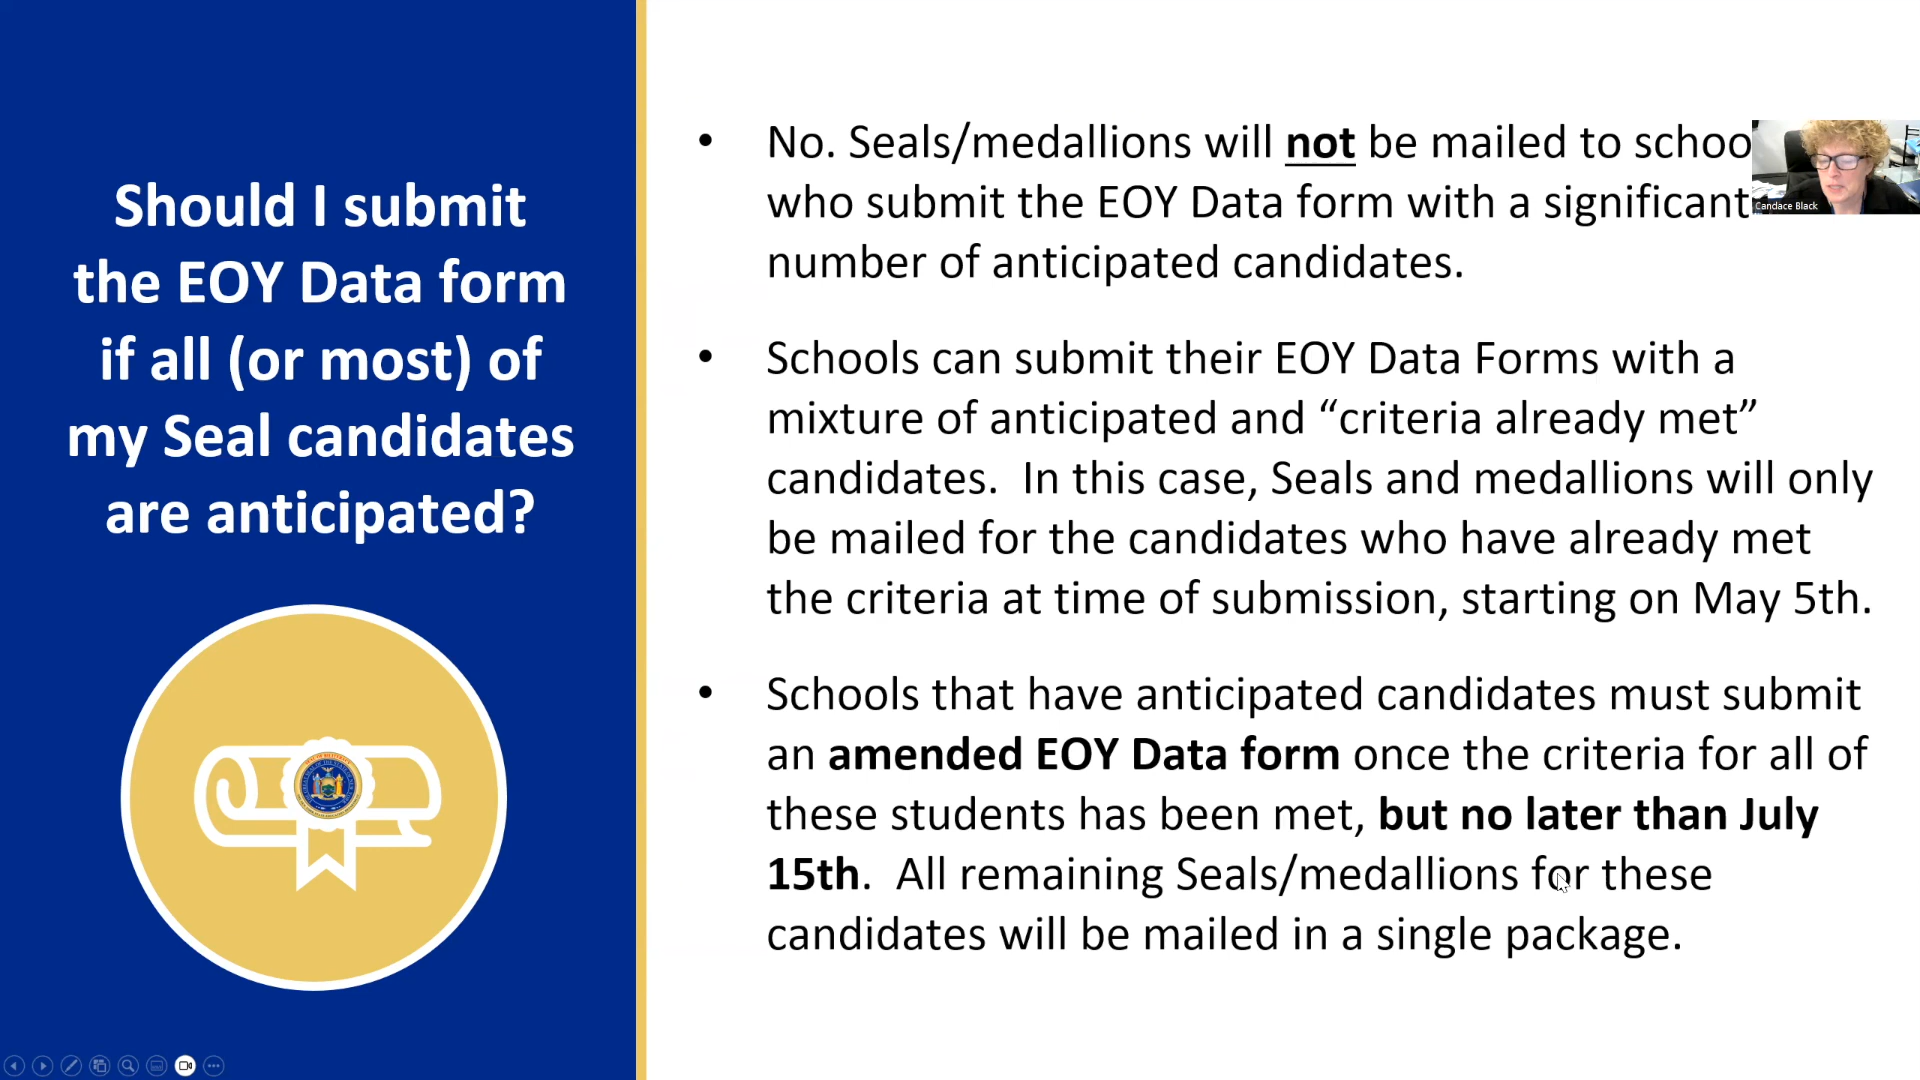 Should I submit
the EOY Data form
if all (or most) of
my Seal candidates
are anticipated?
• No. Seals/medallions will not be mailed to schoo
who submit the EOY Data form with a significant
number of anticipated candidates.
• Schools can submit their EOY Data Forms with a
mixture of anticipated and “criteria already met”
candidates.  In this case, Seals and medallions will only
be mailed for the candidates who have already met
the criteria at time of submission, starting on May 5th.
• Schools that have anticipated candidates must submit
an amended EOY Data form once the criteria for all of
these students has been met, but no later than July
15th.  All remaining Seals/medallions for these
candidates will be mailed in a single package.
Candace Black